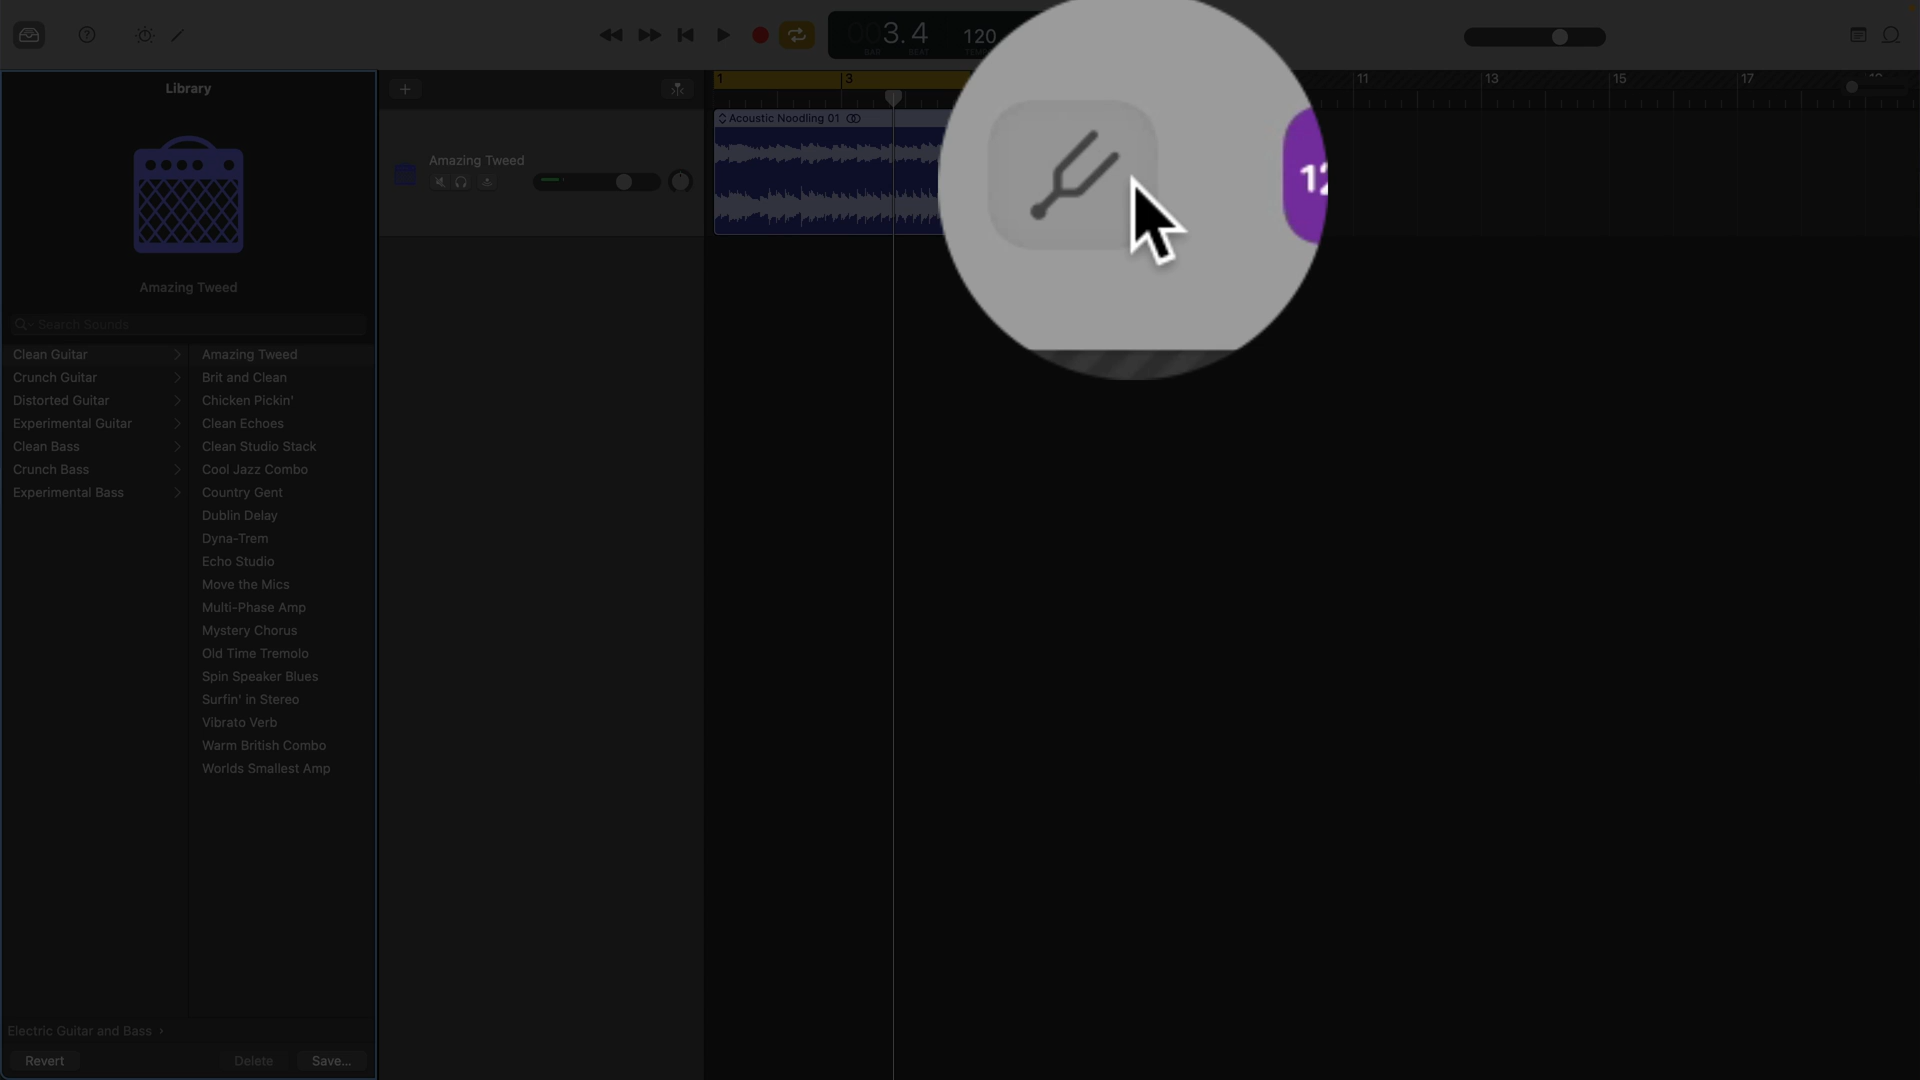 3.4
BAR
BEAT
120
TEMPO
Library
1
3
11
13
15
17
Acoustic Noodling 01
Amazing Tweed
12
Amazing Tweed
Search Sounds
Clean Guitar
Crunch Guitar
Distorted Guitar
Experimental Guitar
Clean Bass
Crunch Bass
Experimental Bass
Amazing Tweed
Brit and Clean
Chicken Pickin'
Clean Echoes
Clean Studio Stack
Cool Jazz Combo
Country Gent
Dublin Delay
Dyna-Trem
Echo Studio
Move the Mics
Multi-Phase Amp
Mystery Chorus
Old Time Tremolo
Spin Speaker Blues
Surfin' in Stereo
Vibrato Verb
Warm British Combo
Worlds Smallest Amp
Electric Guitar and Bass
Revert
Delete
Save...